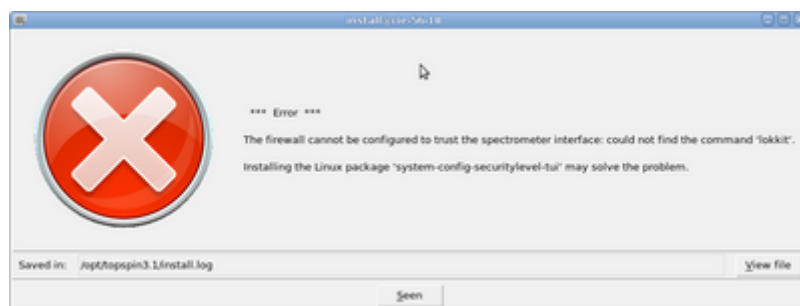 *** Error ***
The firewall cannot be configured to trust the spectrometer interface: could not find the command 'lokkit'.
Installing the Linux package 'system-config-securitylevel-tui' may solve the problem.
Saved in: /opt/topspin3.1/install.log
View file
Seen